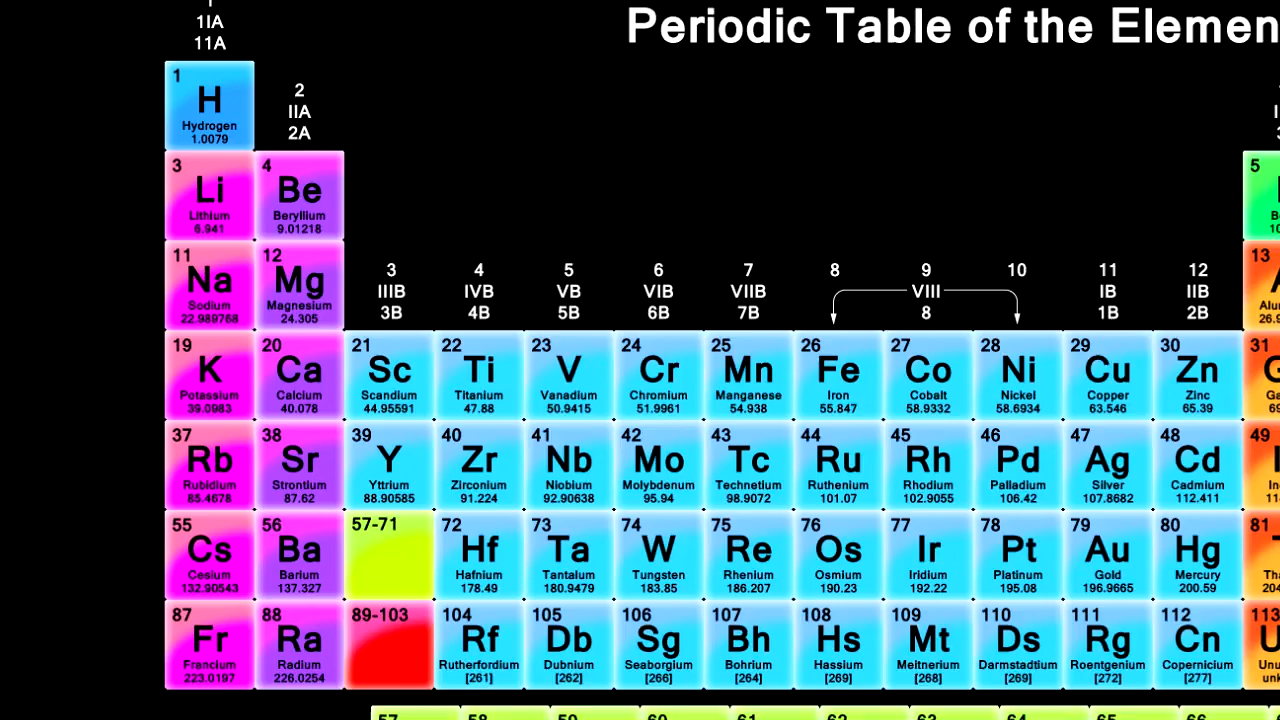 1
1IA
11A
Periodic Table of the Elemen
1
H
Hydrogen
1.0079
2
IIA
2A
3
Li
Lithium
6.941
4
Be
Beryllium
9.01218
5
11
Na
Sodium
22.989768
12
Mg
Magnesium
24.305
3
IIIB
3B
4
IVB
4B
5
VB
5B
6
VIB
6B
7
VIIB
7B
8
9
10
VIII
8
11
IB
1B
12
IIB
2B
13
19
K
Potassium
39.0983
20
Ca
Calcium
40.078
21
Sc
Scandium
44.95591
22
Ti
Titanium
47.88
23
V
Vanadium
50.9415
24
Cr
Chromium
51.9961
25
Mn
Manganese
54.938
26
Fe
Iron
55.847
27
Co
Cobalt
58.9332
28
Ni
Nickel
58.6934
29
Cu
Copper
63.546
30
Zn
Zinc
65.39
31
37
Rb
Rubidium
85.4678
38
Sr
Strontium
87.62
39
Y
Yttrium
88.90585
40
Zr
Zirconium
91.224
41
Nb
Niobium
92.90638
42
Mo
Molybdenum
95.94
43
Tc
Technetium
98.9072
44
Ru
Ruthenium
101.07
45
Rh
Rhodium
102.9055
46
Pd
Palladium
106.42
47
Ag
Silver
107.8682
48
Cd
Cadmium
112.411
49
55
Cs
Cesium
132.90543
56
Ba
Barium
137.327
57-71
72
Hf
Hafnium
178.49
73
Ta
Tantalum
180.9479
74
W
Tungsten
183.85
75
Re
Rhenium
186.207
76
Os
Osmium
190.23
77
Ir
Iridium
192.22
78
Pt
Platinum
195.08
79
Au
Gold
196.9665
80
Hg
Mercury
200.59
81
87
Fr
Francium
223.0197
88
Ra
Radium
226.0254
89-103
104
Rf
Rutherfordium
[261]
105
Db
Dubnium
[262]
106
Sg
Seaborgium
[266]
107
Bh
Bohrium
[264]
108
Hs
Hassium
[269]
109
Mt
Meitnerium
[268]
110
Ds
Darmstadtium
[269]
111
Rg
Roentgenium
[272]
112
Cn
Copernicium
[277]
113
57
58
59
60
61
62
63
64
65
66